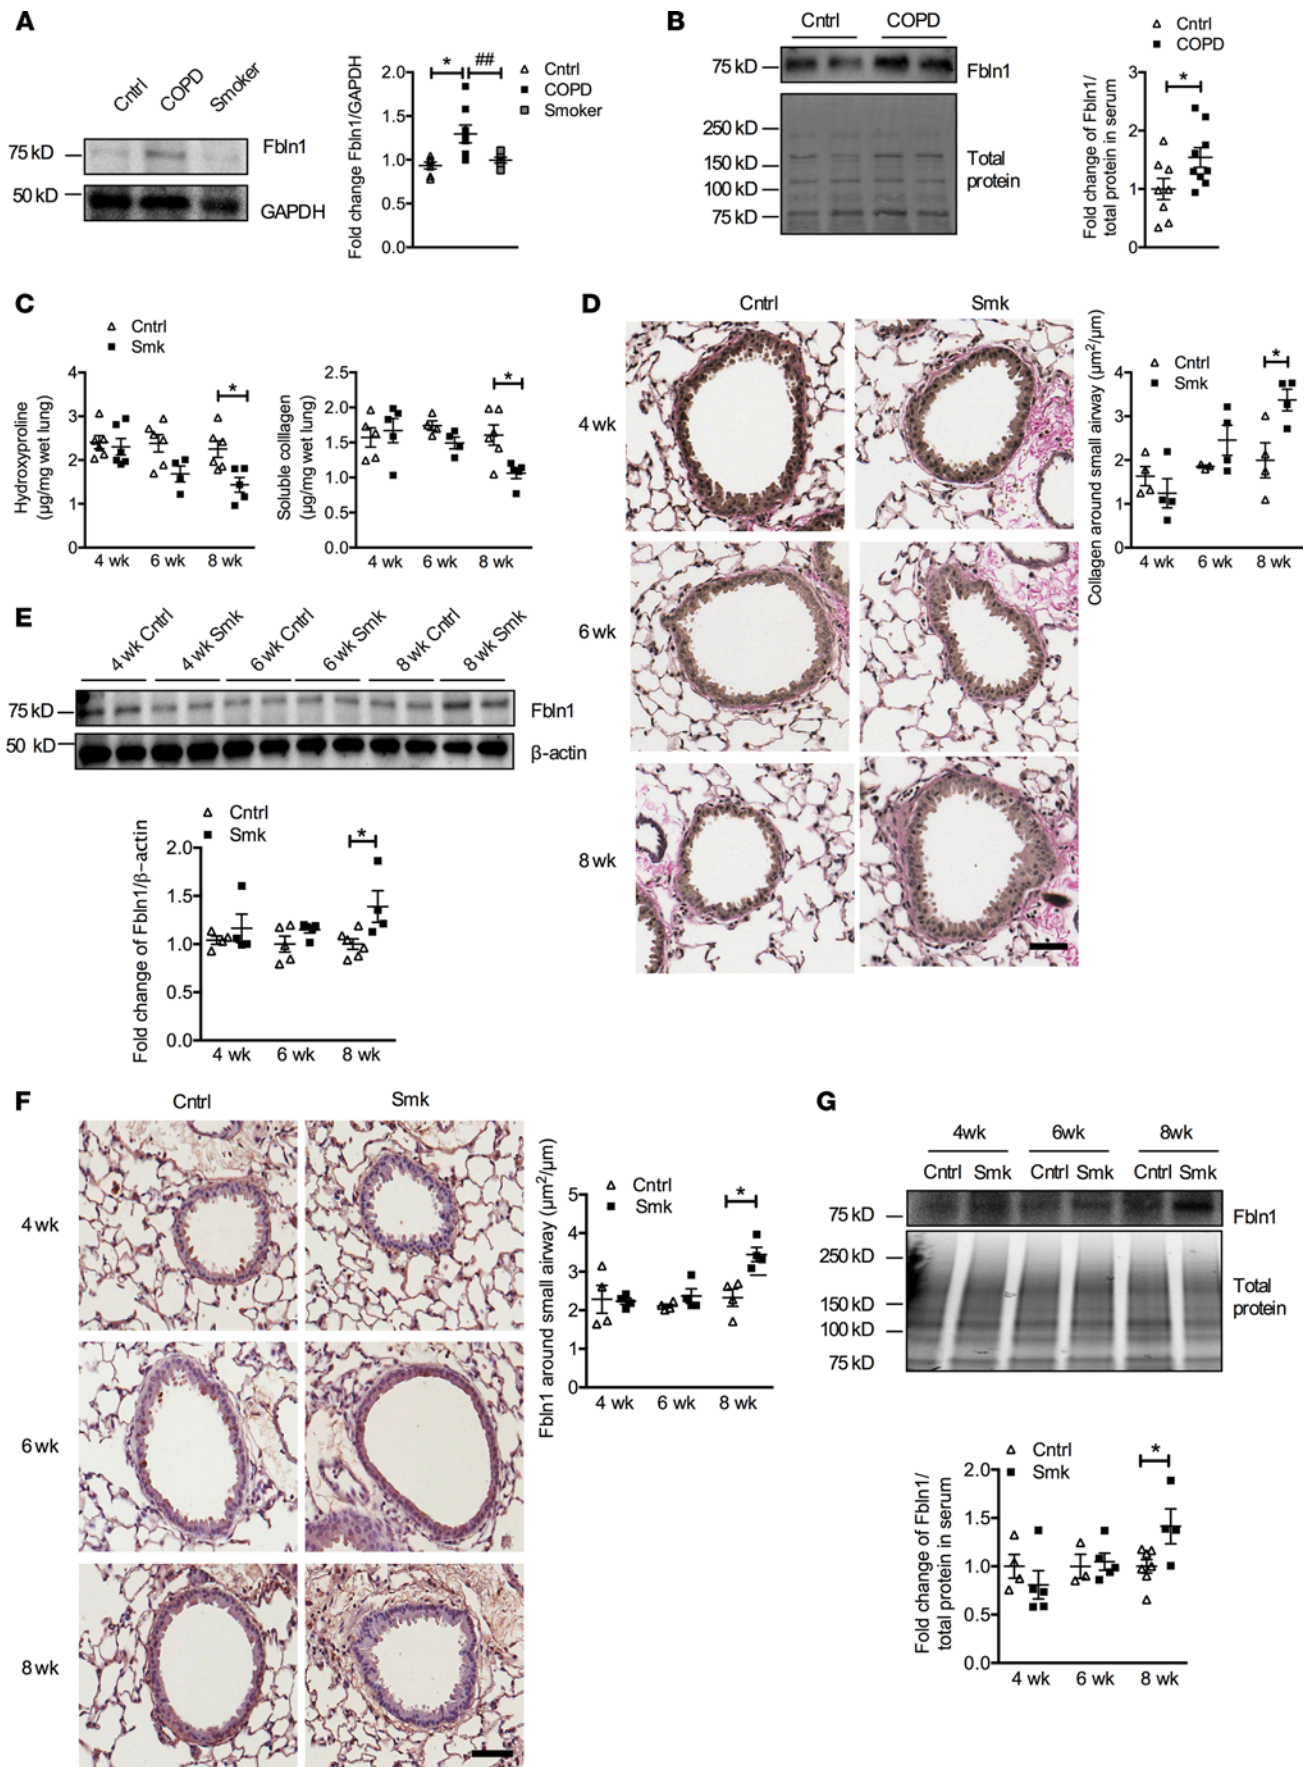 A
Cntrl
COPD
Smoker
75 kD
Fbln1
50 kD
GAPDH
Fold change Fbln1/GAPDH
2.0
1.5
1.0
0.5
0.0
*
##
Cntrl
COPD
Smoker
B
Cntrl
COPD
75 kD
Fbln1
250 kD
150 kD
100 kD
75 kD
Total
protein
Cntrl
COPD
Fold change of Fbln1/
total protein in serum
3
2
1
0
*
C
Cntrl
Smk
Hydroxyproline
(µg/mg wet lung)
4
3
2
1
0
*
4 wk
6 wk
8 wk
Soluble collagen
(µg/mg wet lung)
2.5
2.0
1.5
1.0
0.5
0.0
*
4 wk
6 wk
8 wk
D
Cntrl
Smk
4 wk
6 wk
8 wk
Cntrl
Smk
Collagen around small airway (µm²/µm)
4
3
2
1
0
*
4 wk
6 wk
8 wk
E
4 wk Cntrl
4 wk Smk
6 wk Cntrl
6 wk Smk
8 wk Cntrl
8 wk Smk
75 kD
Fbln1
50 kD
β-actin
Cntrl
Smk
Fold change of Fbln1/β-actin
2.0
1.5
1.0
0.5
0.0
*
4 wk
6 wk
8 wk
F
Cntrl
Smk
4 wk
6 wk
8 wk
Cntrl
Smk
Fbln1 around small airway (µm²/µm)
5
4
3
2
1
0
*
4 wk
6 wk
8 wk
G
4wk
6wk
8wk
Cntrl Smk
Cntrl Smk
Cntrl Smk
75 kD
Fbln1
250 kD
150 kD
100 kD
75 kD
Total
protein
Cntrl
Smk
Fold change of Fbln1/
total protein in serum
2.0
1.5
1.0
0.5
0.0
*
4 wk
6 wk
8 wk